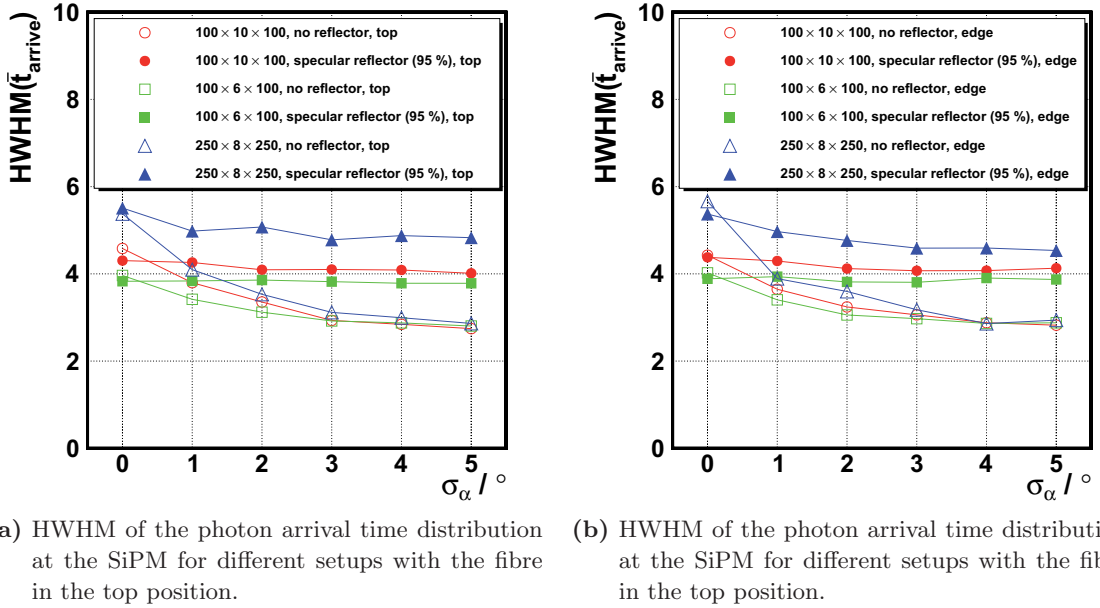 HWHM(t̄arrive)
10
8
6
4
2
0
100 × 10 × 100, no reflector, top
100 × 10 × 100, specular reflector (95 %), top
100 × 6 × 100, no reflector, top
100 × 6 × 100, specular reflector (95 %), top
250 × 8 × 250, no reflector, top
250 × 8 × 250, specular reflector (95 %), top
0 1 2 3 4 5
σα / °
a) HWHM of the photon arrival time distribution
at the SiPM for different setups with the fibre
in the top position.
HWHM(t̄arrive)
10
8
6
4
2
0
100 × 10 × 100, no reflector, edge
100 × 10 × 100, specular reflector (95 %), edge
100 × 6 × 100, no reflector, edge
100 × 6 × 100, specular reflector (95 %), edge
250 × 8 × 250, no reflector, edge
250 × 8 × 250, specular reflector (95 %), edge
0 1 2 3 4 5
σα / °
(b) HWHM of the photon arrival time distributi
at the SiPM for different setups with the fib
in the top position.